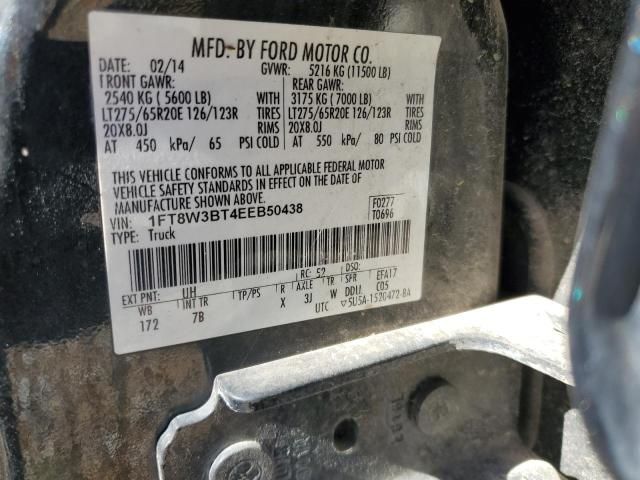 MFD. BY FORD MOTOR CO.
DATE: 02/14 GVWR: 5216 KG (11500 LB)
FRONT GAWR: REAR GAWR:
2540 KG (5600 LB) WITH 3175 KG (7000 LB) WITH
LT275/65R20E 126/123R TIRES LT275/65R20E 126/123R TIRES
20X8.0J RIMS 20X8.0J RIMS
AT 450 kPa/ 65 PSI COLD AT 550 kPa/ 80 PSI COLD
THIS VEHICLE CONFORMS TO ALL APPLICABLE FEDERAL MOTOR
VEHICLE SAFETY STANDARDS IN EFFECT ON THE DATE OF
MANUFACTURE SHOWN ABOVE.
VIN: 1FT8W3BT4EEB50438 F0277
TYPE: Truck T0696
RC: 52 DSO:
EXT PNT: UH EFA17
WB INT TR TP/PS R AXLE TR SPR C05
172 7B X 3J W DDU
UTC ▽5U5A-1520472-BA